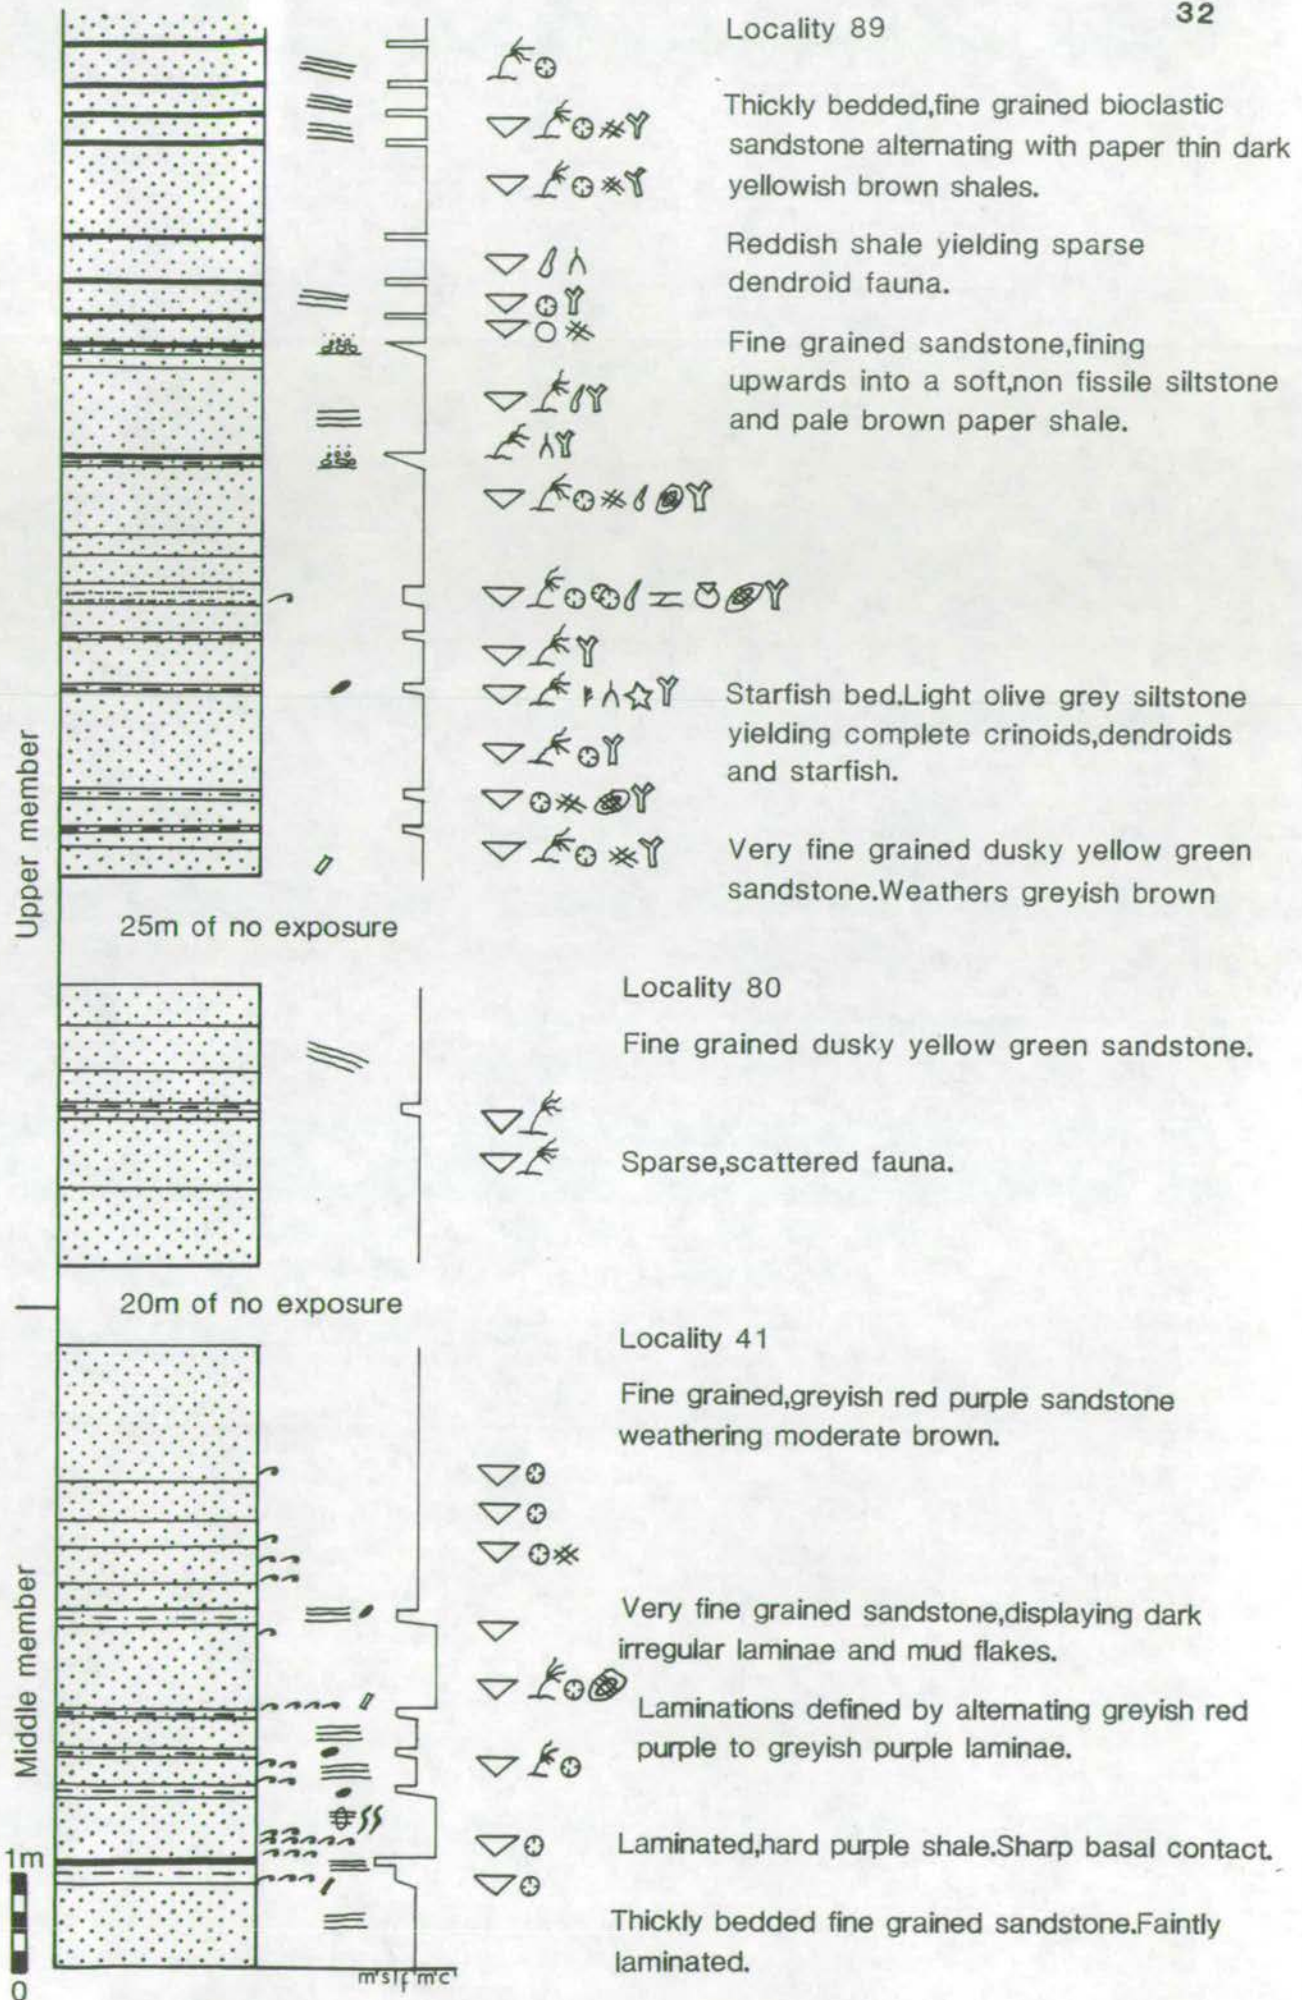 32
Locality 89
Thickly bedded,fine grained bioclastic
sandstone alternating with paper thin dark
yellowish brown shales.
Reddish shale yielding sparse
dendroid fauna.
Fine grained sandstone,fining
upwards into a soft,non fissile siltstone
and pale brown paper shale.
Starfish bed.Light olive grey siltstone
yielding complete crinoids,dendroids
and starfish.
Very fine grained dusky yellow green
sandstone.Weathers greyish brown
Upper member
25m of no exposure
Locality 80
Fine grained dusky yellow green sandstone.
Sparse,scattered fauna.
20m of no exposure
Locality 41
Fine grained,greyish red purple sandstone
weathering moderate brown.
Very fine grained sandstone,displaying dark
irregular laminae and mud flakes.
Laminations defined by alternating greyish red
purple to greyish purple laminae.
Middle member
Laminated,hard purple shale.Sharp basal contact.
Thickly bedded fine grained sandstone.Faintly
laminated.
1m
0
m's'f'm'c'